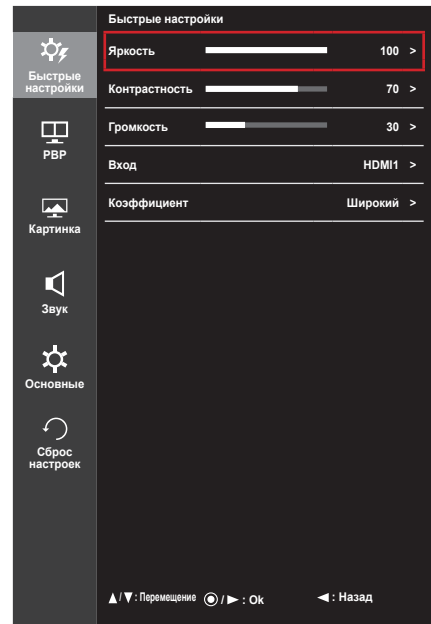 Быстрые настройки
Быстрые
настройки
PBP
Картинка
Звук
Основные
Сброс
настроек
Яркость 100 >
Контрастность 70 >
Громкость 30 >
Вход HDMI1 >
Коэффициент Широкий >
▲/▼: Перемещение ◉/►: Ok ◄: Назад